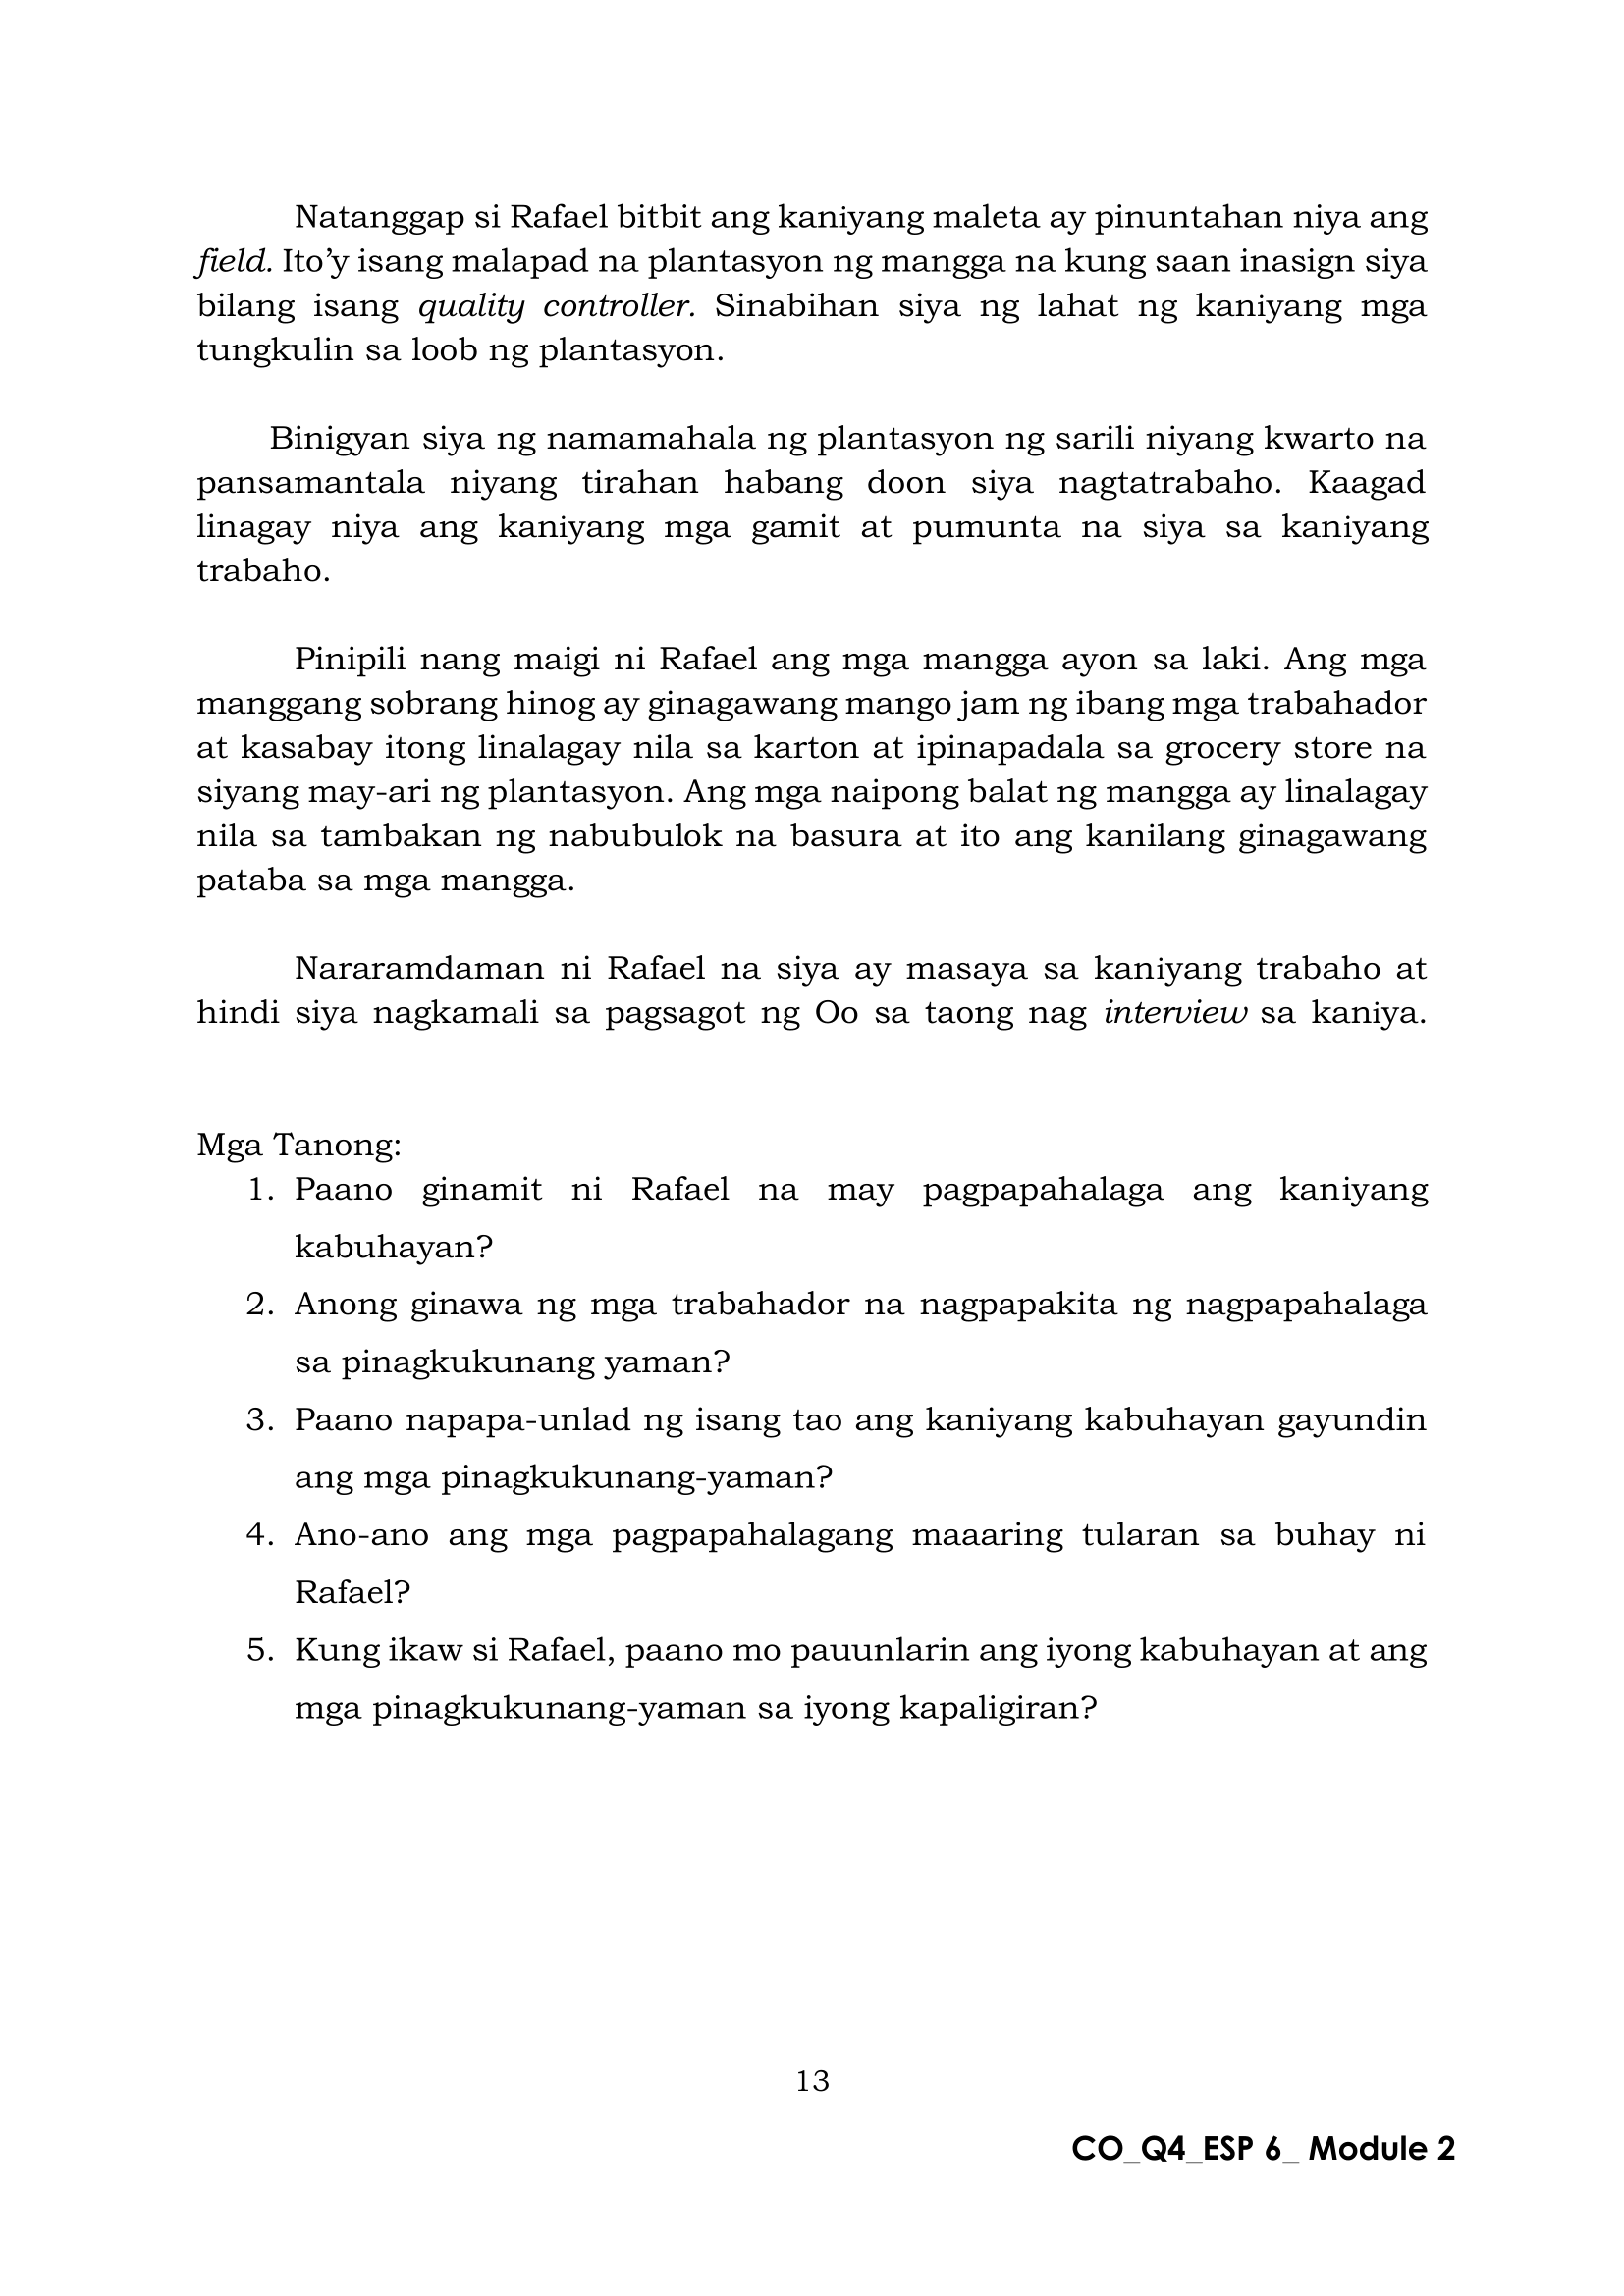 Natanggap si Rafael bitbit ang kaniyang maleta ay pinuntahan niya ang
field. Ito’y isang malapad na plantasyon ng mangga na kung saan inasign siya
bilang isang quality controller. Sinabihan siya ng lahat ng kaniyang mga
tungkulin sa loob ng plantasyon.
Binigyan siya ng namamahala ng plantasyon ng sarili niyang kwarto na
pansamantala niyang tirahan habang doon siya nagtatrabaho. Kaagad
linagay niya ang kaniyang mga gamit at pumunta na siya sa kaniyang
trabaho.
Pinipili nang maigi ni Rafael ang mga mangga ayon sa laki. Ang mga
manggang sobrang hinog ay ginagawang mango jam ng ibang mga trabahador
at kasabay itong linalagay nila sa karton at ipinapadala sa grocery store na
siyang may-ari ng plantasyon. Ang mga naipong balat ng mangga ay linalagay
nila sa tambakan ng nabubulok na basura at ito ang kanilang ginagawang
pataba sa mga mangga.
Nararamdaman ni Rafael na siya ay masaya sa kaniyang trabaho at
hindi siya nagkamali sa pagsagot ng Oo sa taong nag interview sa kaniya.
Mga Tanong:
1. Paano ginamit ni Rafael na may pagpapahalaga ang kaniyang
kabuhayan?
2. Anong ginawa ng mga trabahador na nagpapakita ng nagpapahalaga
sa pinagkukunang yaman?
3. Paano napapa-unlad ng isang tao ang kaniyang kabuhayan gayundin
ang mga pinagkukunang-yaman?
4. Ano-ano ang mga pagpapahalagang maaaring tularan sa buhay ni
Rafael?
5. Kung ikaw si Rafael, paano mo pauunlarin ang iyong kabuhayan at ang
mga pinagkukunang-yaman sa iyong kapaligiran?
13
CO_Q4_ESP 6_ Module 2